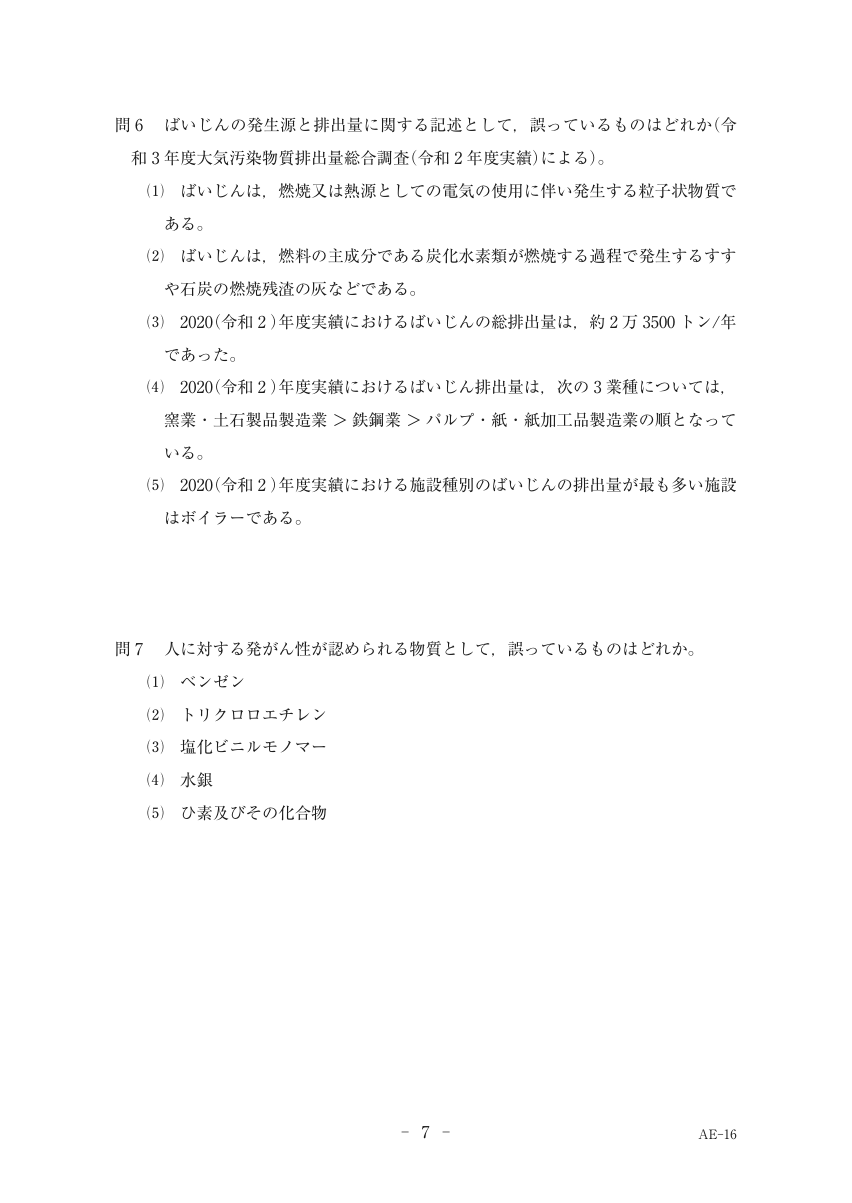 問6 ばいじんの発生源と排出量に関する記述として，誤っているものはどれか(令
和3年度大気汚染物質排出量総合調査(令和2年度実績)による)。
⑴ ばいじんは，燃焼又は熱源としての電気の使用に伴い発生する粒子状物質で
ある。
⑵ ばいじんは，燃料の主成分である炭化水素類が燃焼する過程で発生するすす
や石炭の燃焼残渣の灰などである。
⑶ 2020(令和2)年度実績におけるばいじんの総排出量は，約2万3500トン/年
であった。
⑷ 2020(令和2)年度実績におけるばいじん排出量は，次の3業種については，
窯業・土石製品製造業 ＞ 鉄鋼業 ＞ パルプ・紙・紙加工品製造業の順となって
いる。
⑸ 2020(令和2)年度実績における施設種別のばいじんの排出量が最も多い施設
はボイラーである。
問7 人に対する発がん性が認められる物質として，誤っているものはどれか。
⑴ ベンゼン
⑵ トリクロロエチレン
⑶ 塩化ビニルモノマー
⑷ 水銀
⑸ ひ素及びその化合物
- 7 -
AE-16